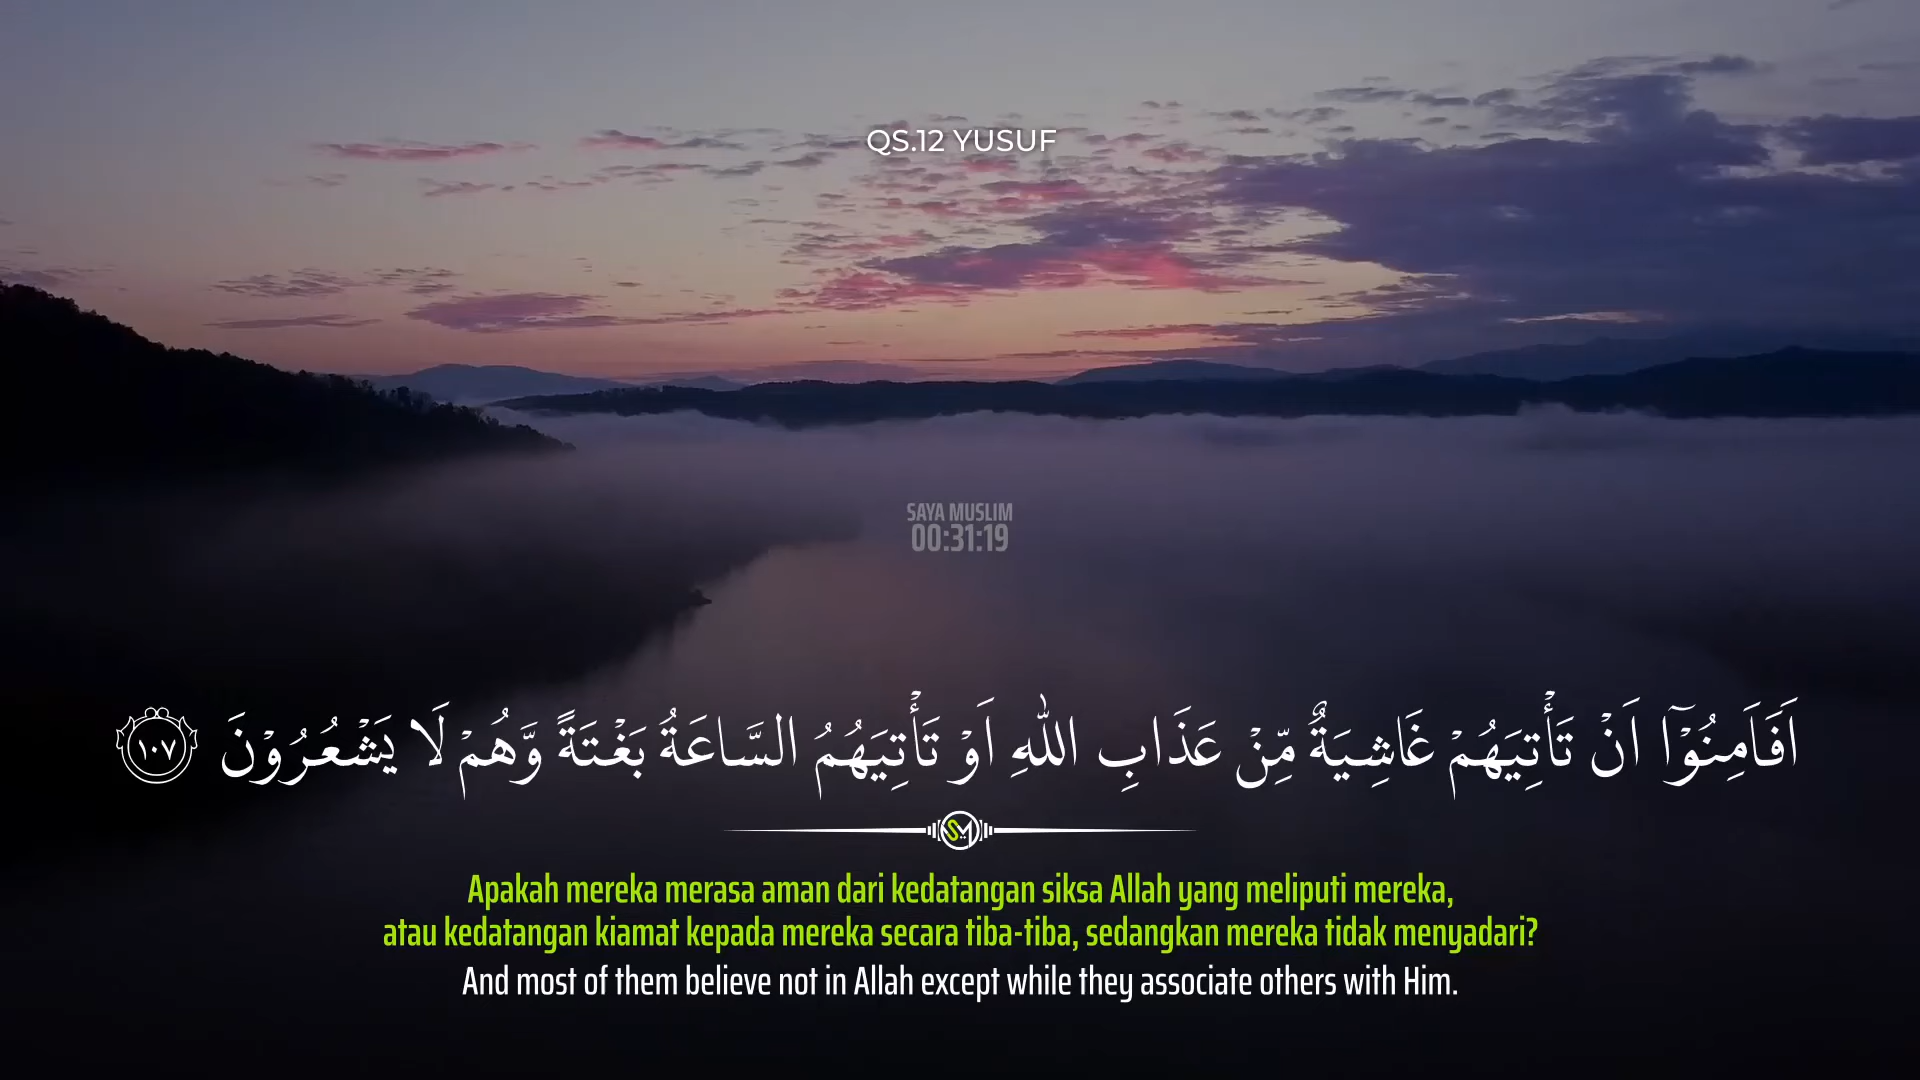 QS.12 YUSUF
SAYA MUSLIM
00:31:19
اَفَاَمِنُوْٓا اَنْ تَأْتِيَهُمْ غَاشِيَةٌ مِّنْ عَذَابِ اللّٰهِ اَوْ تَأْتِيَهُمُ السَّاعَةُ بَغْتَةً وَّهُمْ لَا يَشْعُرُوْنَ ١٠٧
SM
Apakah mereka merasa aman dari kedatangan siksa Allah yang meliputi mereka,
atau kedatangan kiamat kepada mereka secara tiba-tiba, sedangkan mereka tidak menyadari?
And most of them believe not in Allah except while they associate others with Him.